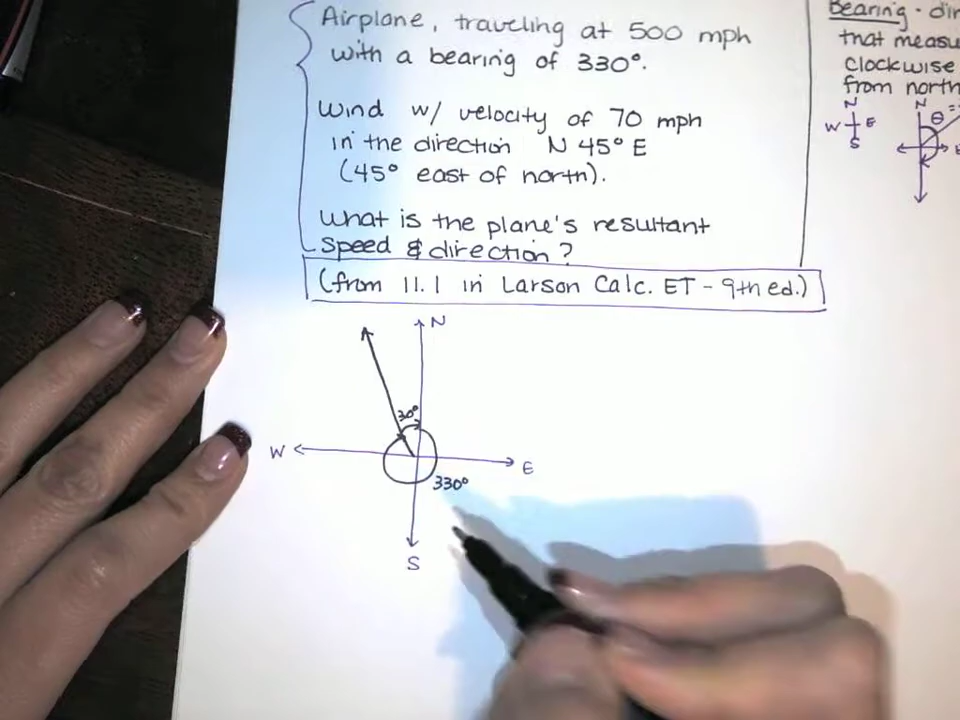 Airplane, traveling at 500 mph
with a bearing of 330°.
Wind w/ velocity of 70 mph
in the direction N 45° E
(45° east of north).
What is the plane's resultant
speed & direction?
(from 11.1 in Larson Calc. ET - 9th ed.)
Bearing -
that
clockwise
from north
N
W E
S
N
θ =
E
N
30°
W
E
330°
S